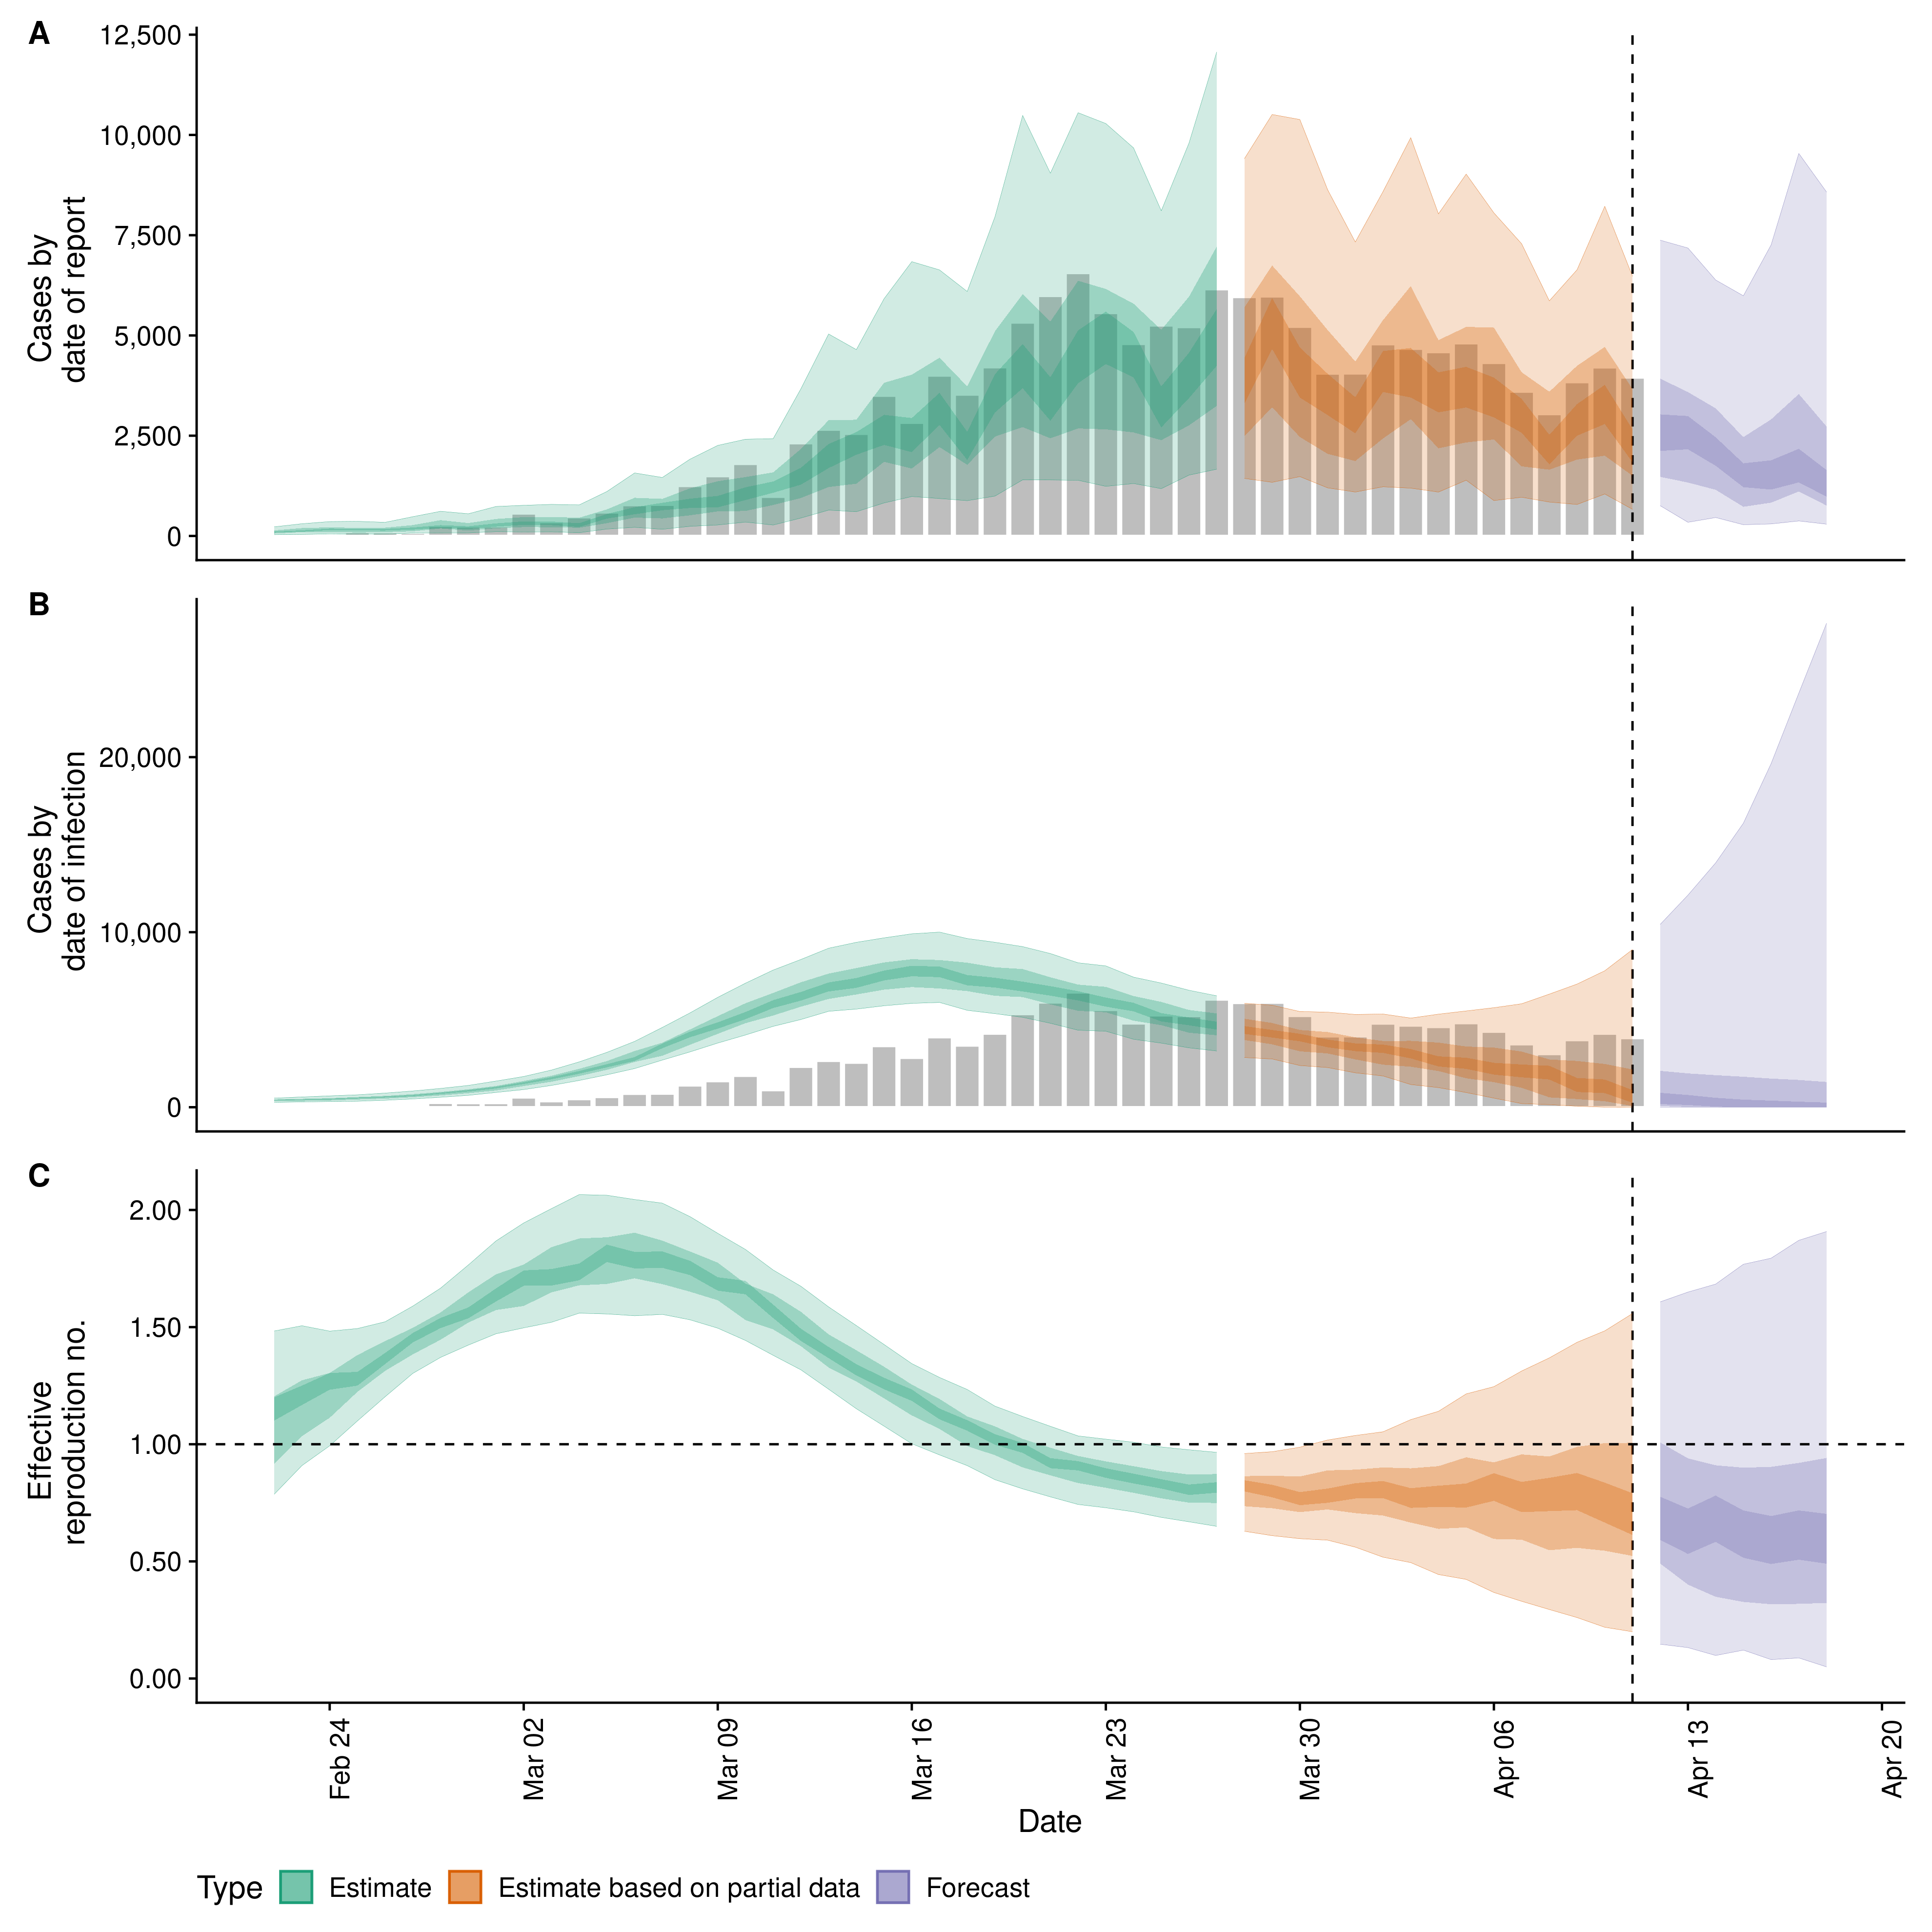 A
12,500
10,000
7,500
5,000
2,500
0
Cases by
date of report
B
20,000
10,000
0
Cases by
date of infection
C
2.00
1.50
1.00
0.50
0.00
Effective
reproduction no.
Feb 24
Mar 02
Mar 09
Mar 16
Mar 23
Mar 30
Apr 06
Apr 13
Apr 20
Date
Type Estimate Estimate based on partial data Forecast